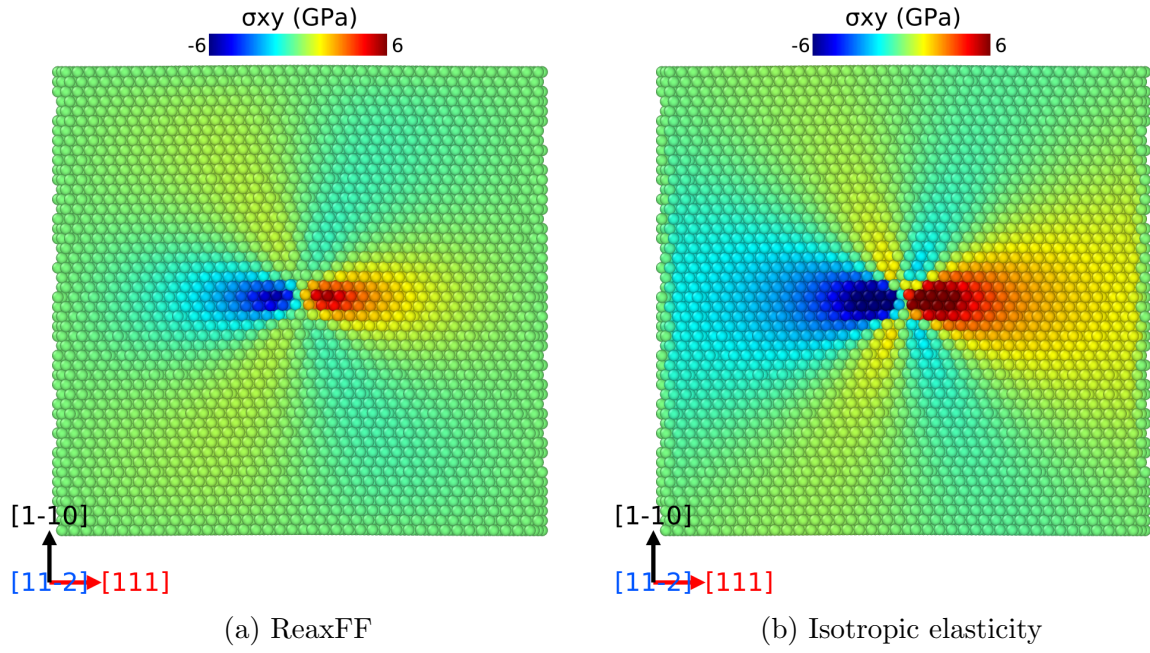 σxy (GPa)
-6 6
[1-10]
[11-2] [111]
(a) ReaxFF
σxy (GPa)
-6 6
[1-10]
[11-2] [111]
(b) Isotropic elasticity